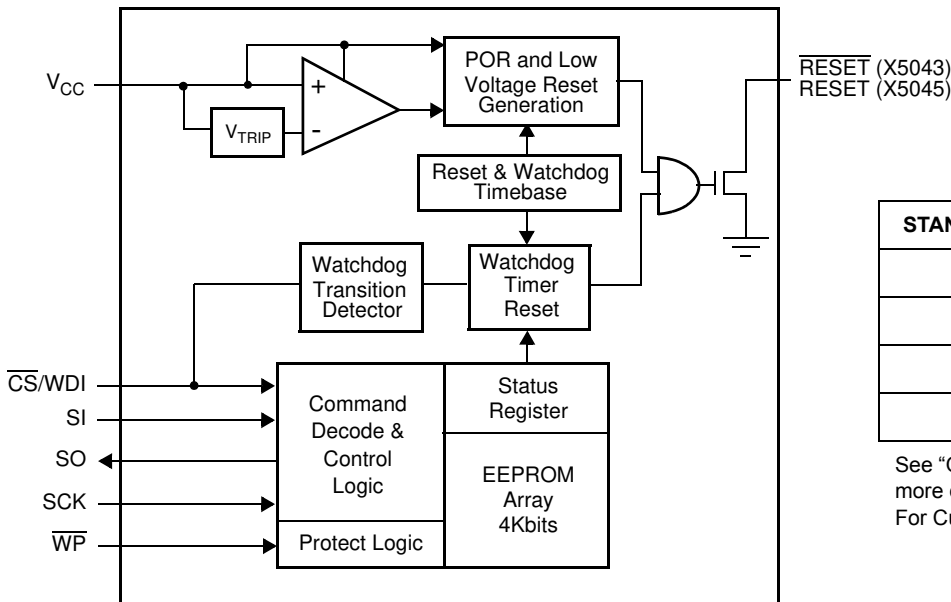 POR and Low
Voltage Reset
Generation
RESET (X5043)
RESET (X5045)
VCC
+
-
VTRIP
Reset & Watchdog
Timebase
STAN
Watchdog
Transition
Detector
Watchdog
Timer
Reset
CS/WDI
SI
SO
SCK
WP
Command
Decode &
Control
Logic
Status
Register
EEPROM
Array
4Kbits
Protect Logic
See “
more
For Cu